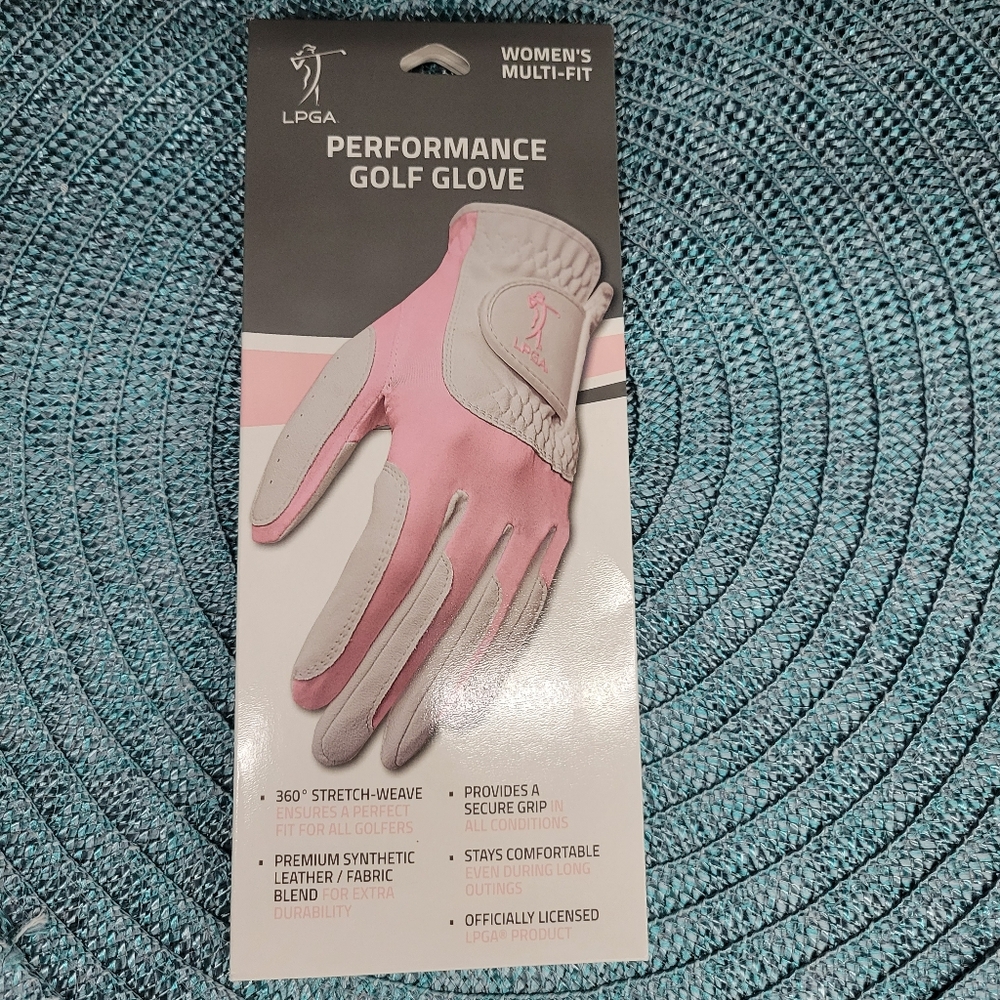 WOMEN'S
MULTI-FIT
LPGA
PERFORMANCE
GOLF GLOVE
LPGA
• 360° STRETCH-WEAVE
ENSURES A PERFECT
FIT FOR ALL GOLFERS
• PREMIUM SYNTHETIC
LEATHER / FABRIC
BLEND FOR EXTRA
DURABILITY
• PROVIDES A
SECURE GRIP IN
ALL CONDITIONS
• STAYS COMFORTABLE
EVEN DURING LONG
OUTINGS
• OFFICIALLY LICENSED
LPGA® PRODUCT